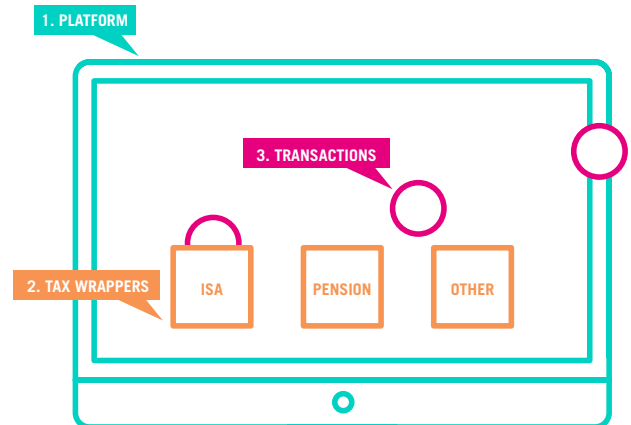 1. PLATFORM
3. TRANSACTIONS
2. TAX WRAPPERS
ISA
PENSION
OTHER